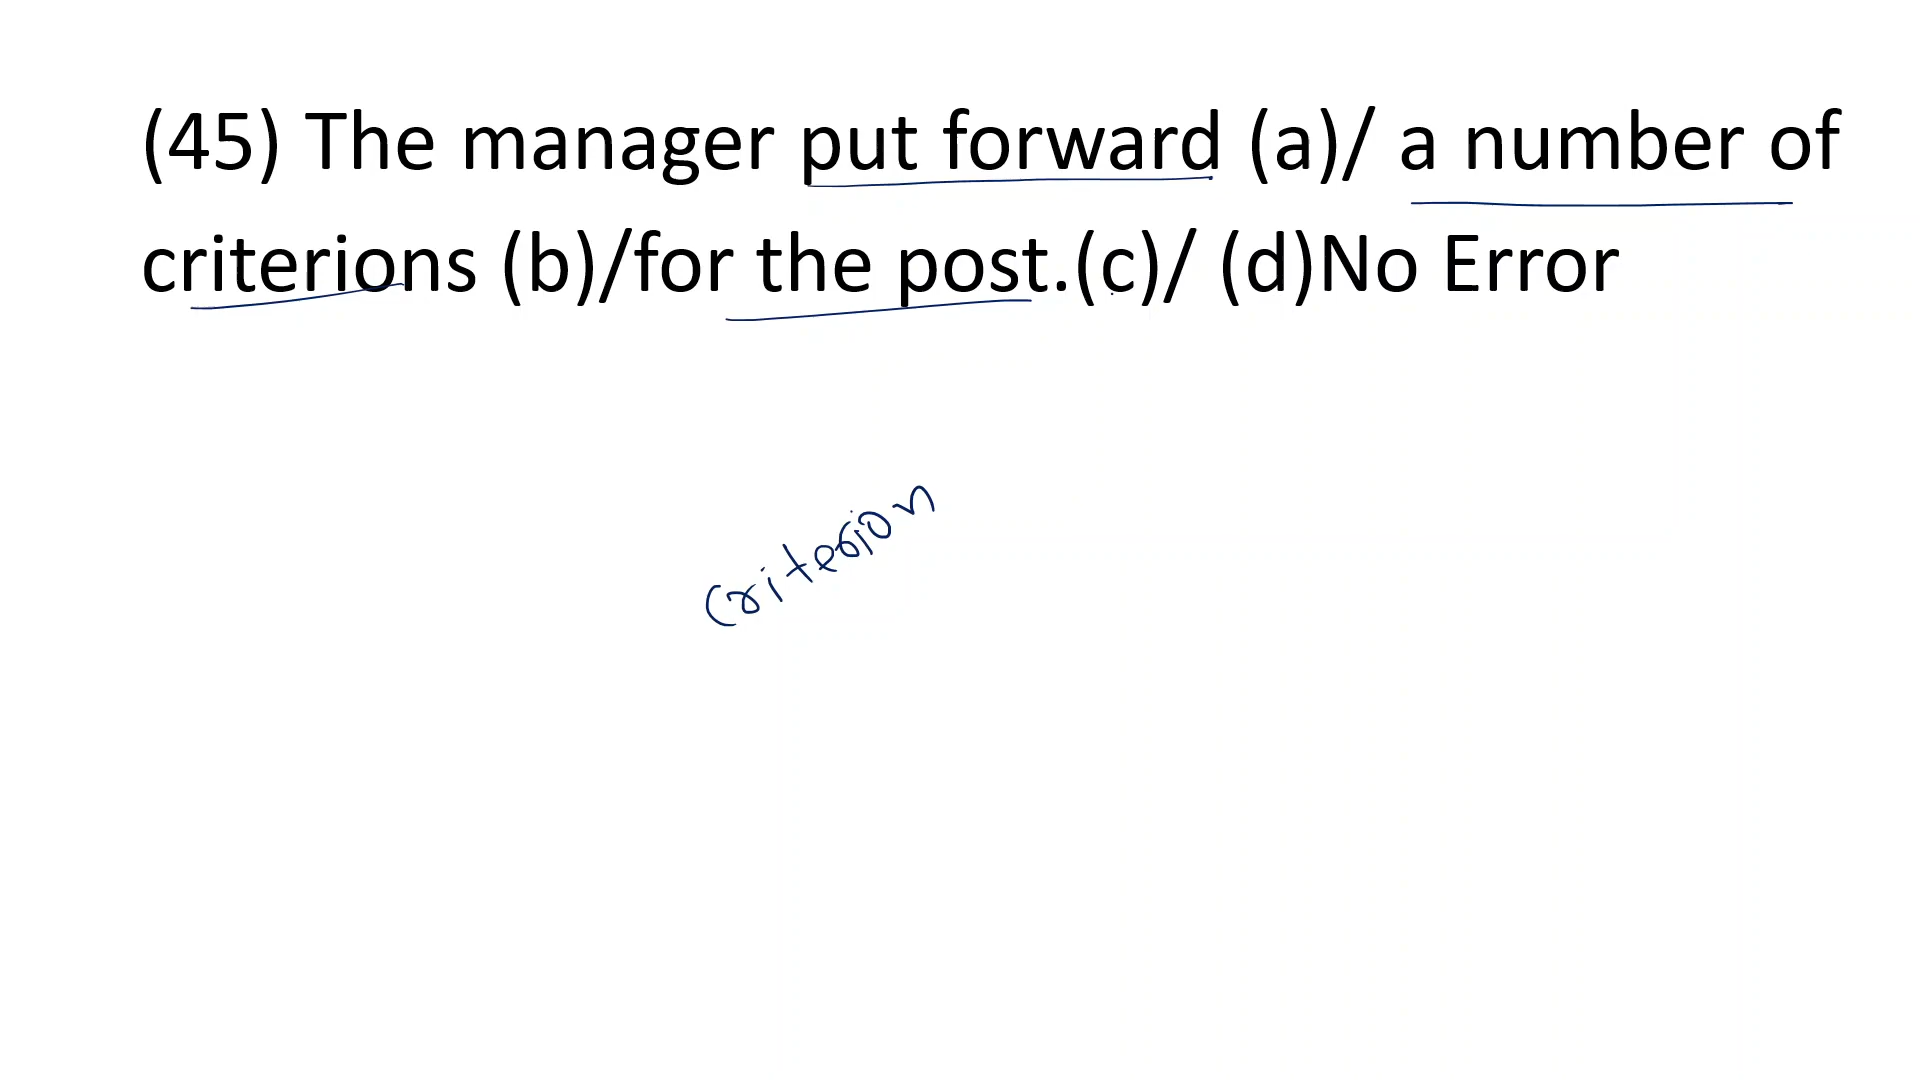 (45) The manager put forward (a)/ a number of
criterions (b)/for the post.(c)/ (d)No Error
Criterion